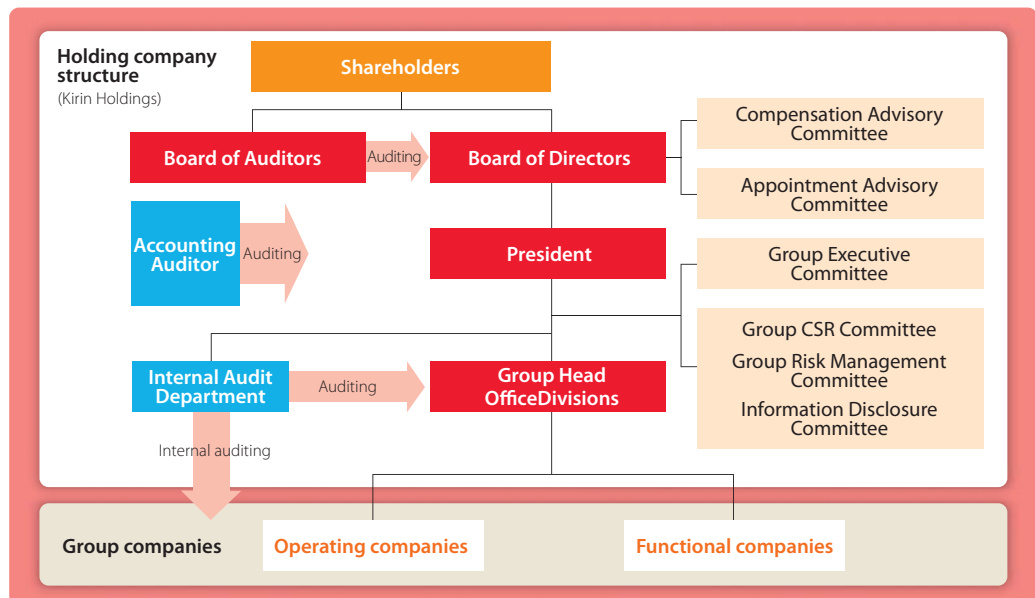 Holding company
structure
(Kirin Holdings)
Shareholders
Board of Auditors
Auditing
Board of Directors
Compensation Advisory
Committee
Appointment Advisory
Committee
Accounting
Auditor
Auditing
President
Group Executive
Committee
Group CSR Committee
Group Risk Management
Committee
Information Disclosure
Committee
Internal Audit
Department
Auditing
Group Head
OfficeDivisions
Internal auditing
Group companies
Operating companies
Functional companies